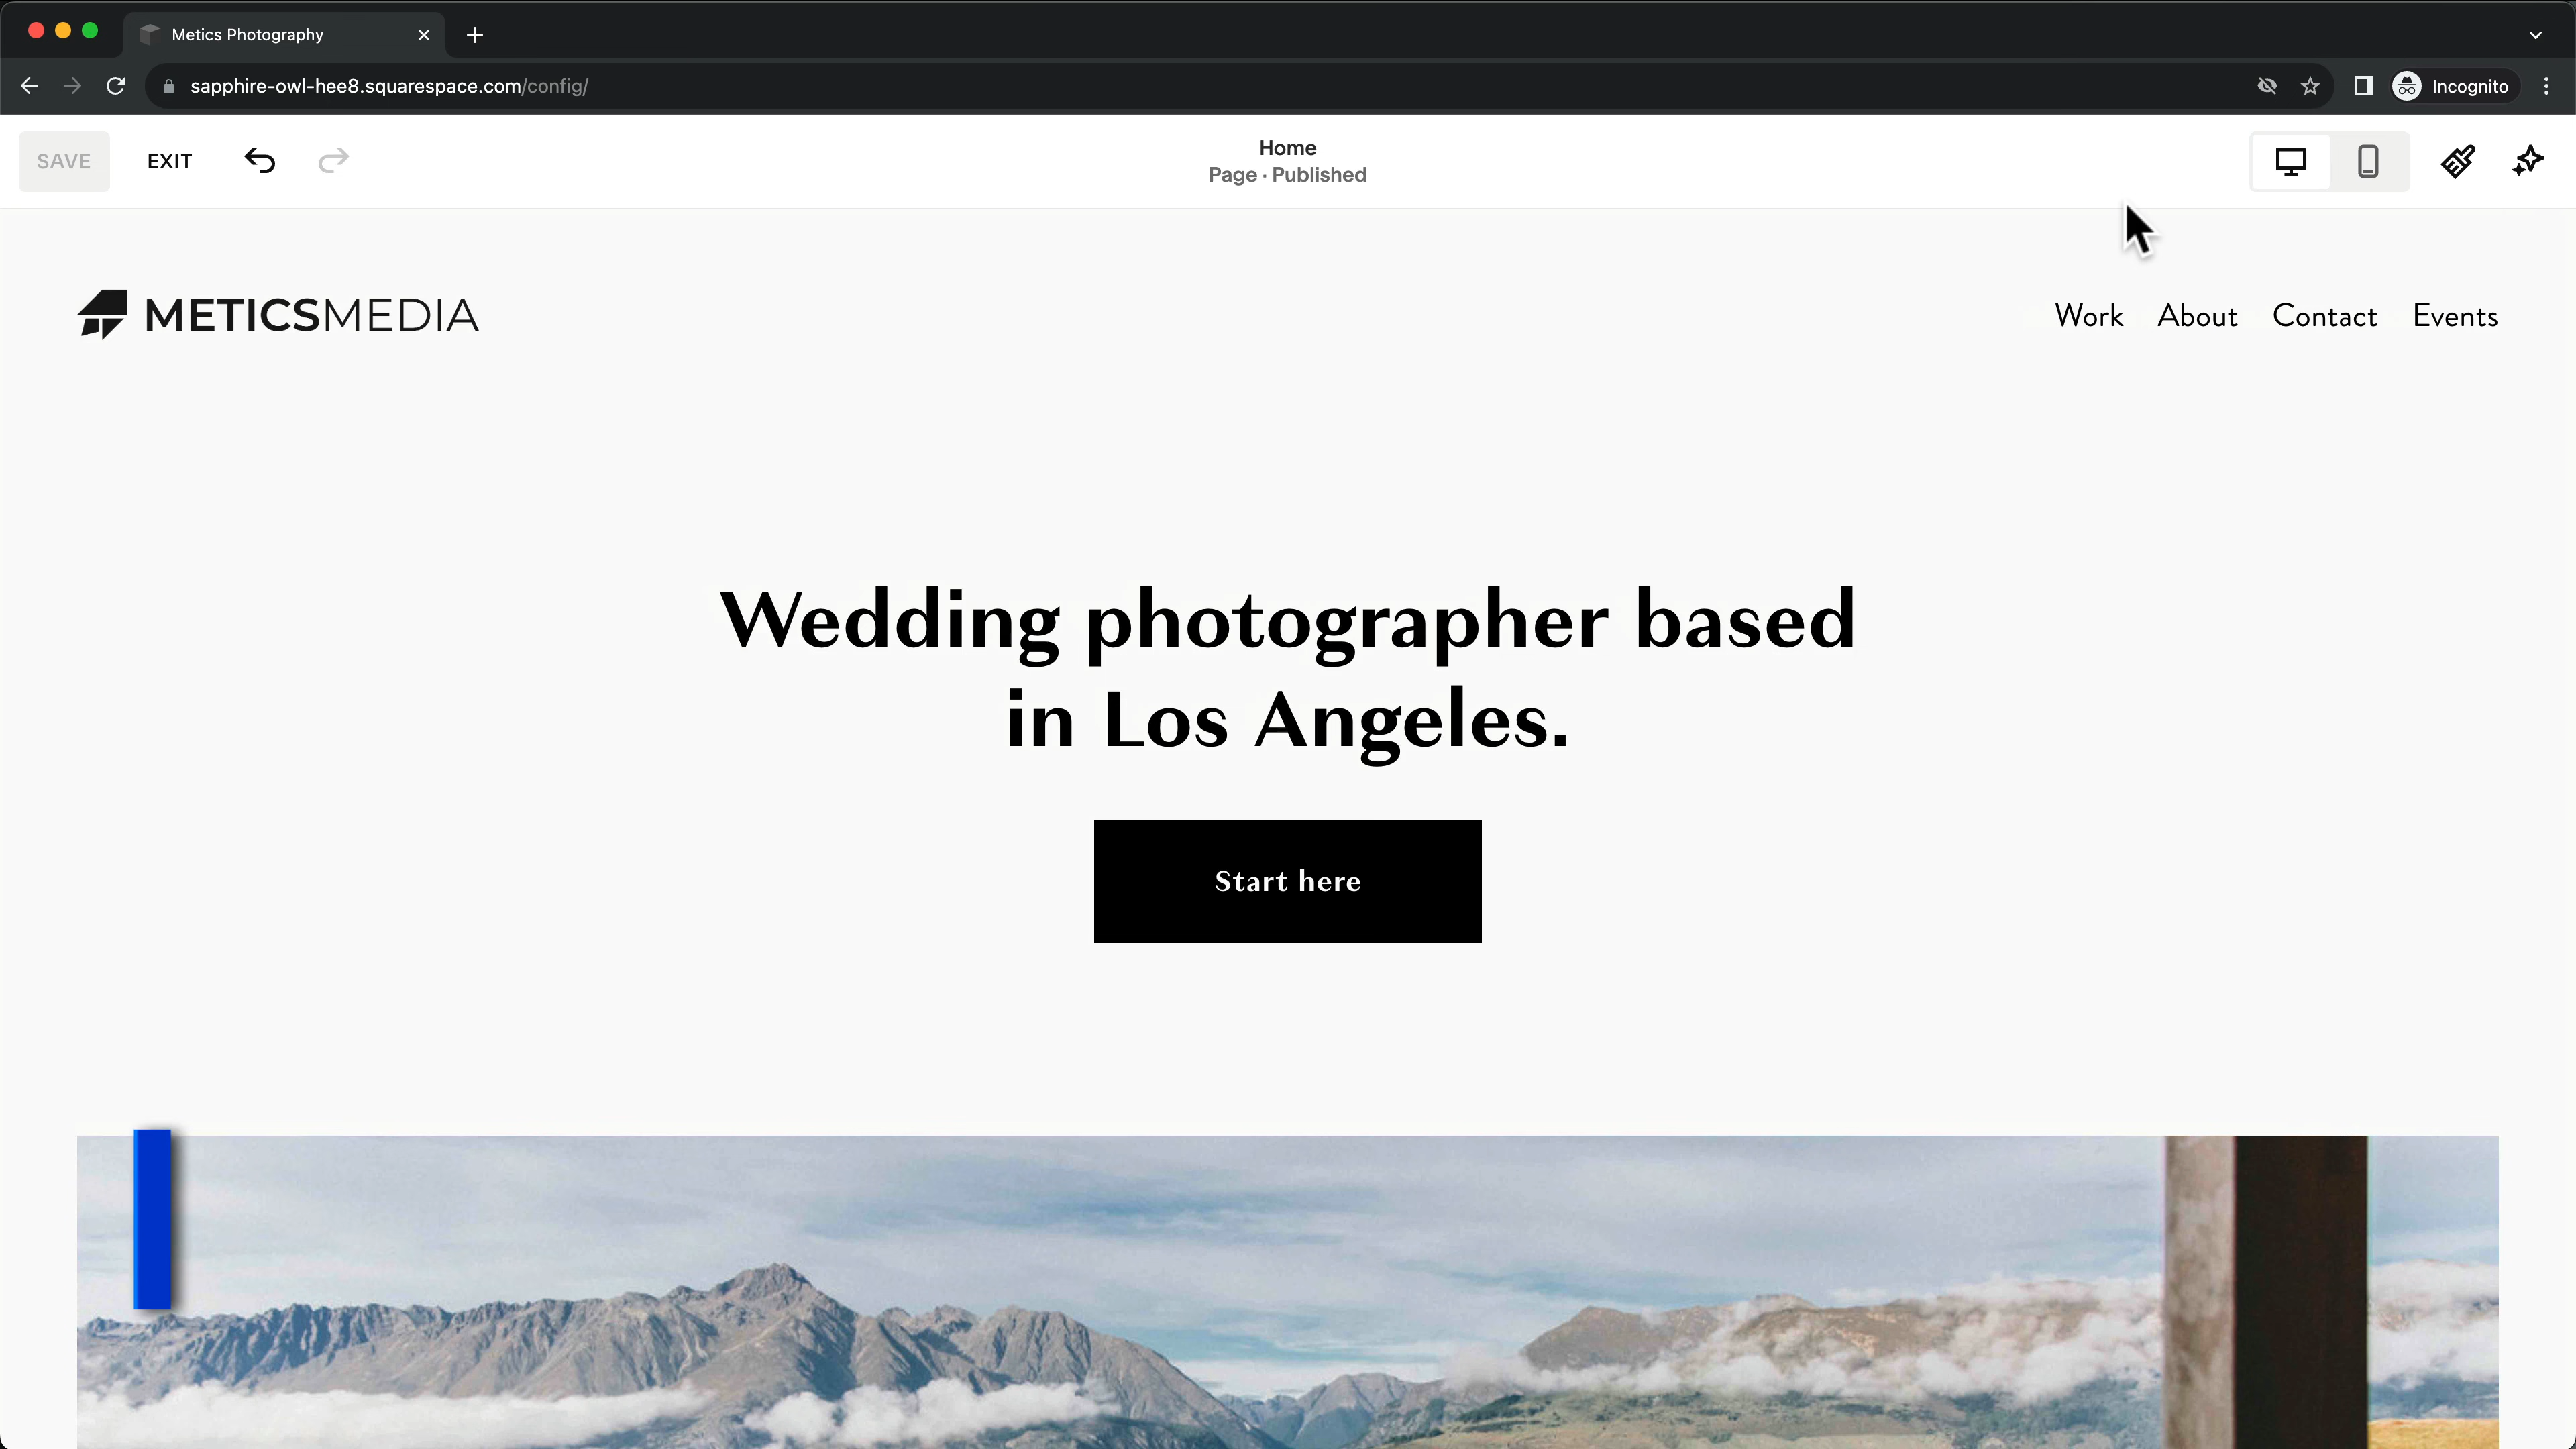 Metics Photography
sapphire-owl-hee8.squarespace.com/config/
Incognito
SAVE
EXIT
Home
Page · Published
METICSMEDIA
Work
About
Contact
Events
Wedding photographer based
in Los Angeles.
Start here